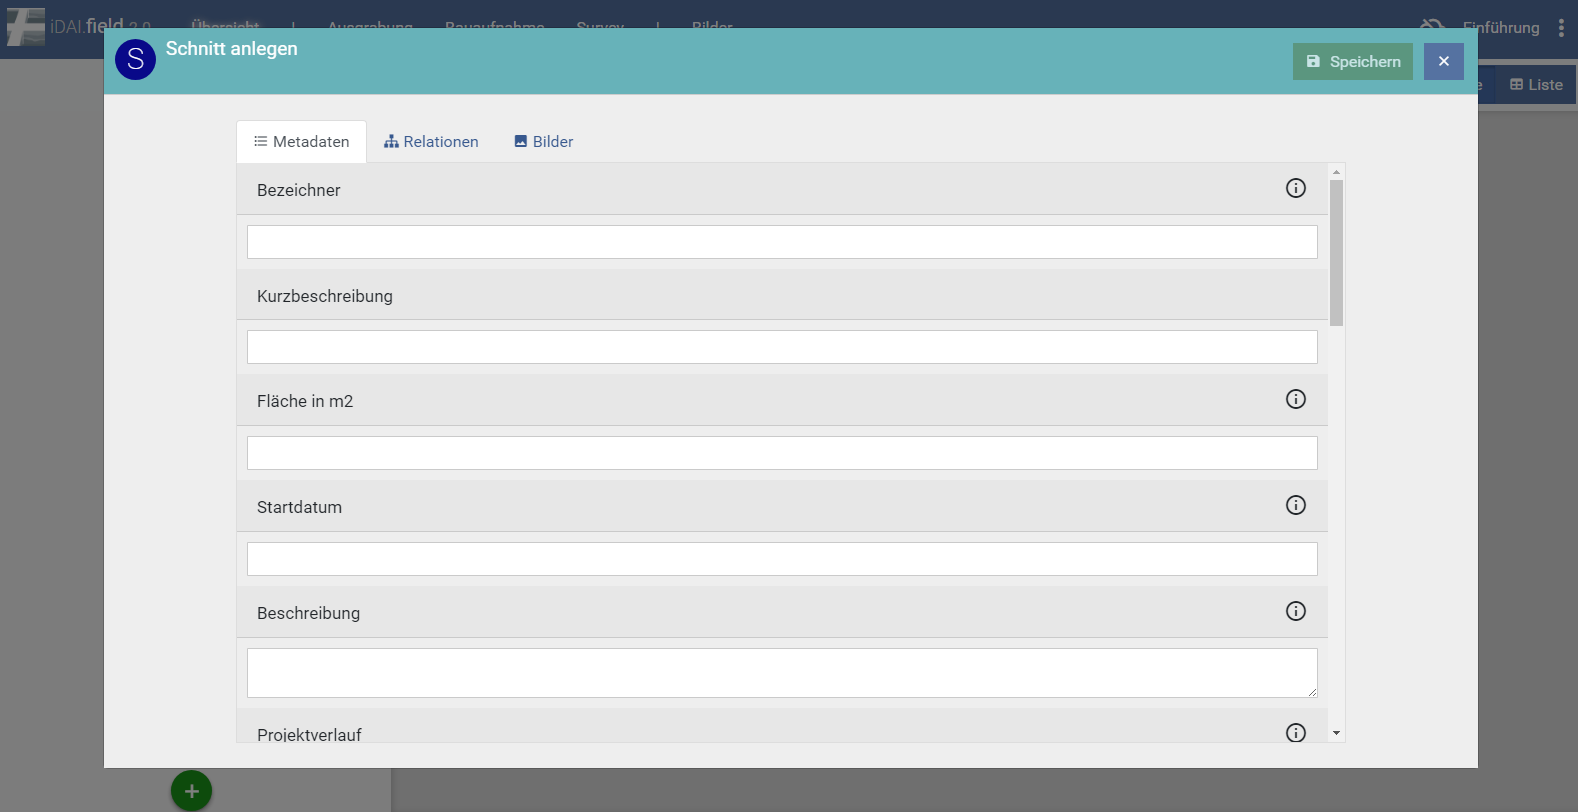 iDAI.field 2.0 Übersicht | Ausgrabung Bauaufnahme Survey | Bilder Einführung
S Schnitt anlegen
Speichern
Liste
Metadaten Relationen Bilder
Bezeichner
Kurzbeschreibung
Fläche in m2
Startdatum
Beschreibung
Projektverlauf